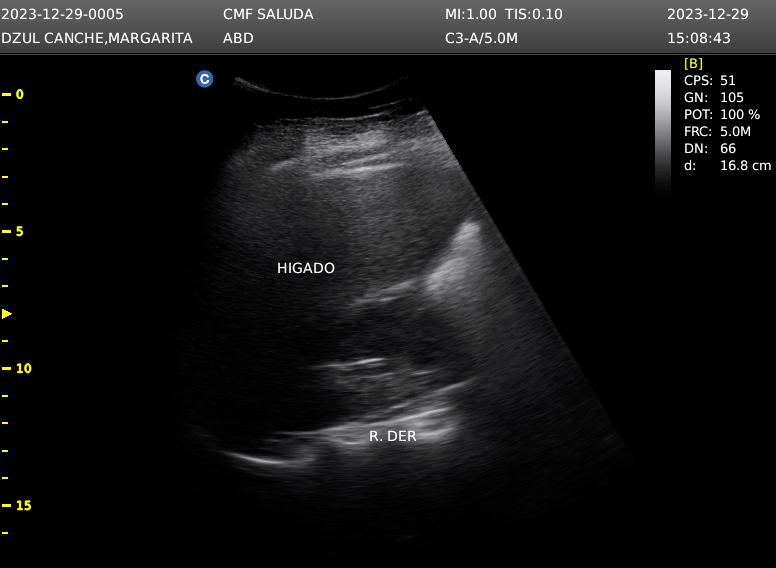 2023-12-29-0005 CMF SALUDA MI:1.00 TIS:0.10 2023-12-29
DZUL CANCHE,MARGARITA ABD C3-A/5.0M 15:08:43
C
[B]
CPS: 51
GN: 105
POT: 100 %
FRC: 5.0M
DN: 66
d: 16.8 cm
0
5
HIGADO
10
R. DER
15